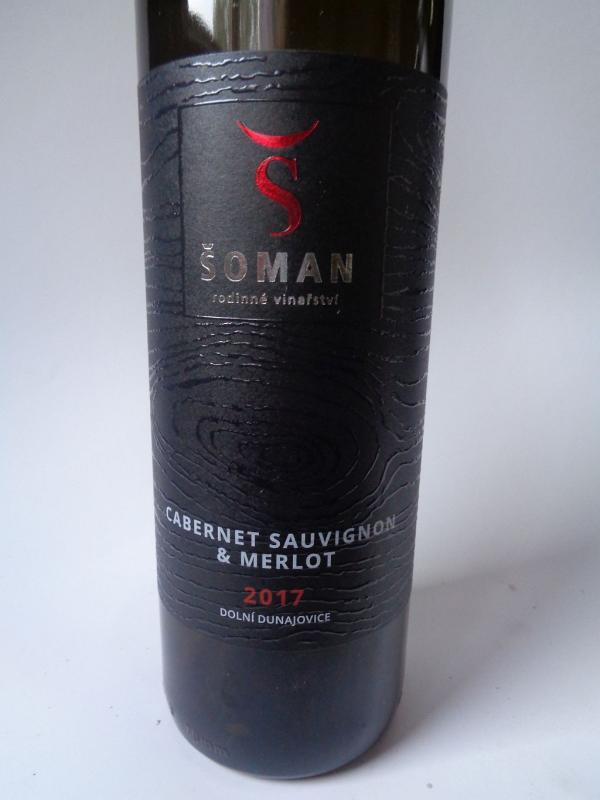 Š
ŠOMAN
rodinné vinařství
CABERNET SAUVIGNON
& MERLOT
2017
DOLNÍ DUNAJOVICE